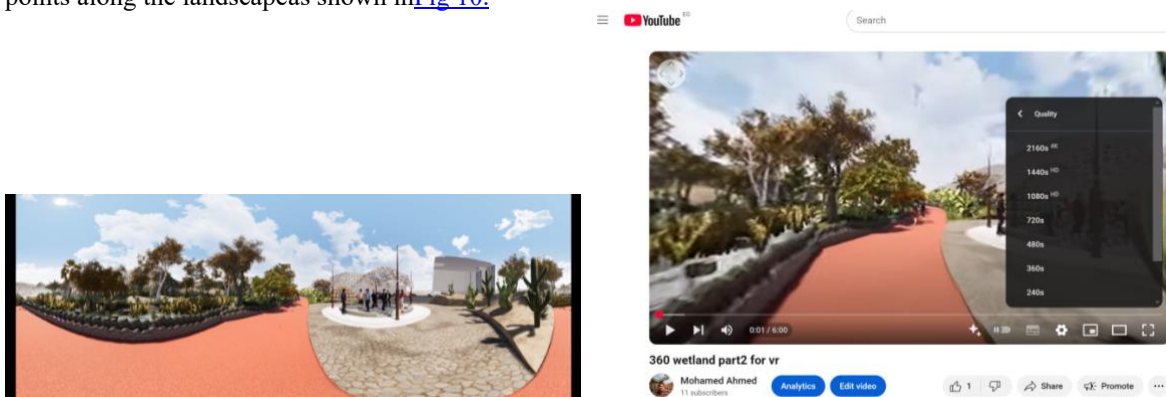 points along the landscapeas shown inFig 10.
YouTube EG
Search
Quality
2160s 4K
1440s HD
1080s HD
720s
480s
360s
240s
0:01 / 6:00
360 wetland part2 for vr
Mohamed Ahmed
11 subscribers
Analytics
Edit video
1
Share
Promote